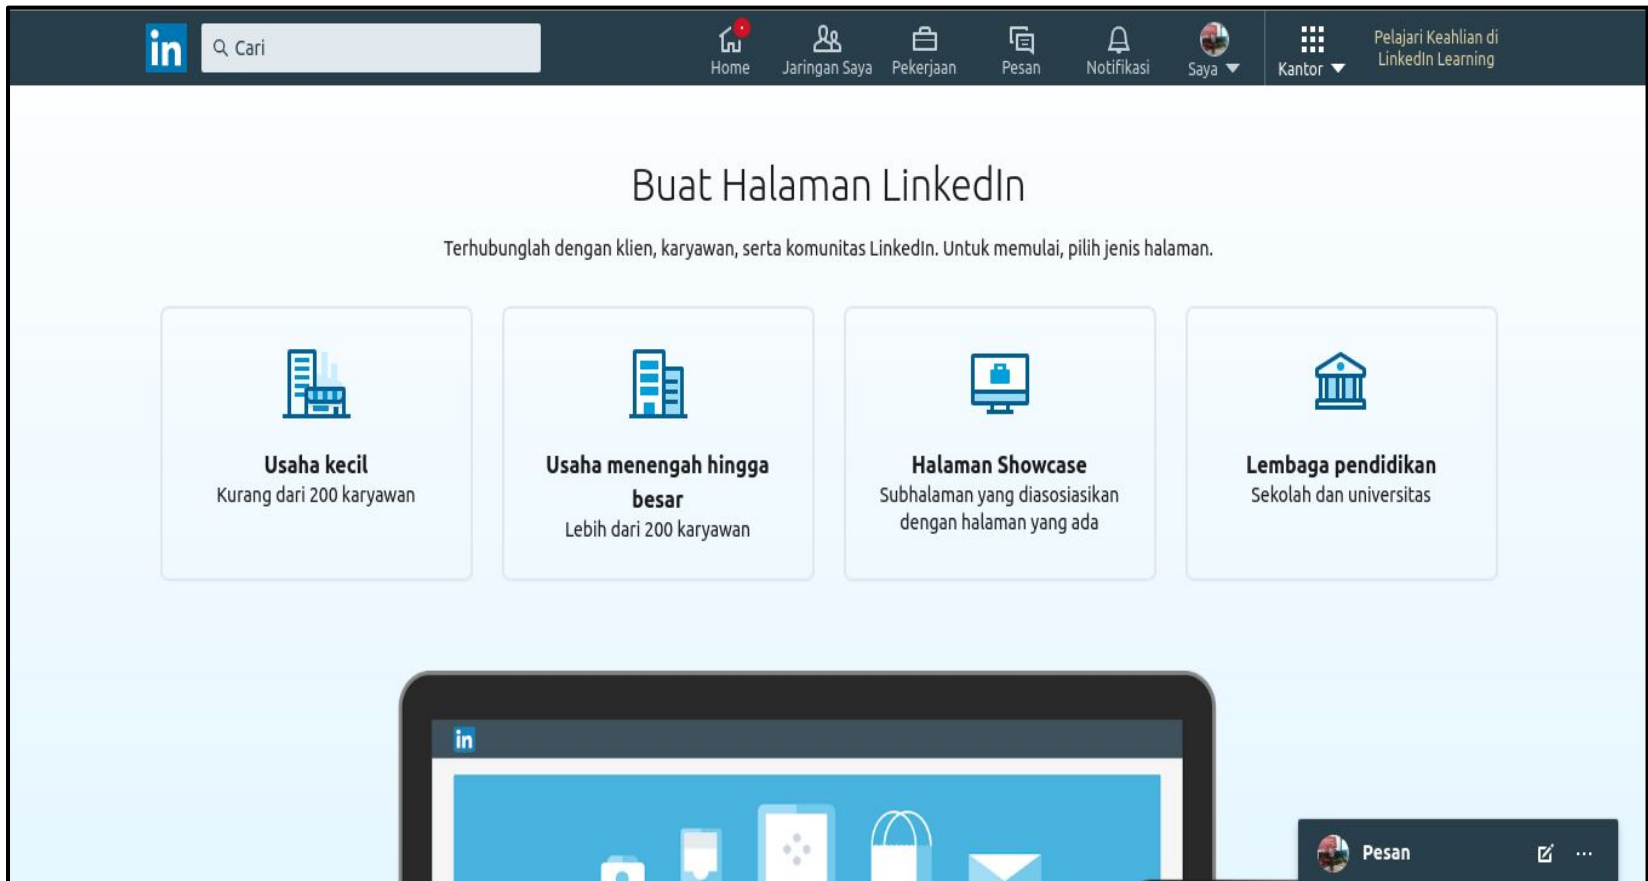 in
Cari
Home
Jaringan Saya
Pekerjaan
Pesan
Notifikasi
Saya
Kantor
Pelajari Keahlian di
LinkedIn Learning
Buat Halaman LinkedIn
Terhubunglah dengan klien, karyawan, serta komunitas LinkedIn. Untuk memulai, pilih jenis halaman.
Usaha kecil
Kurang dari 200 karyawan
Usaha menengah hingga
besar
Lebih dari 200 karyawan
Halaman Showcase
Subhalaman yang diasosiasikan
dengan halaman yang ada
Lembaga pendidikan
Sekolah dan universitas
in
Pesan